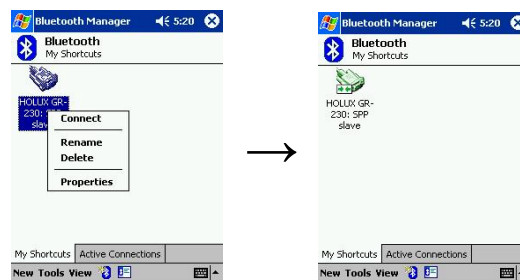 Bluetooth Manager 5:20
Bluetooth
My Shortcuts
HOLUX GR-
230: SPP
slav
Connect
Rename
Delete
Properties
My Shortcuts Active Connections
New Tools View
→
Bluetooth Manager 5:20
Bluetooth
My Shortcuts
HOLUX GR-
230: SPP
slave
My Shortcuts Active Connections
New Tools View